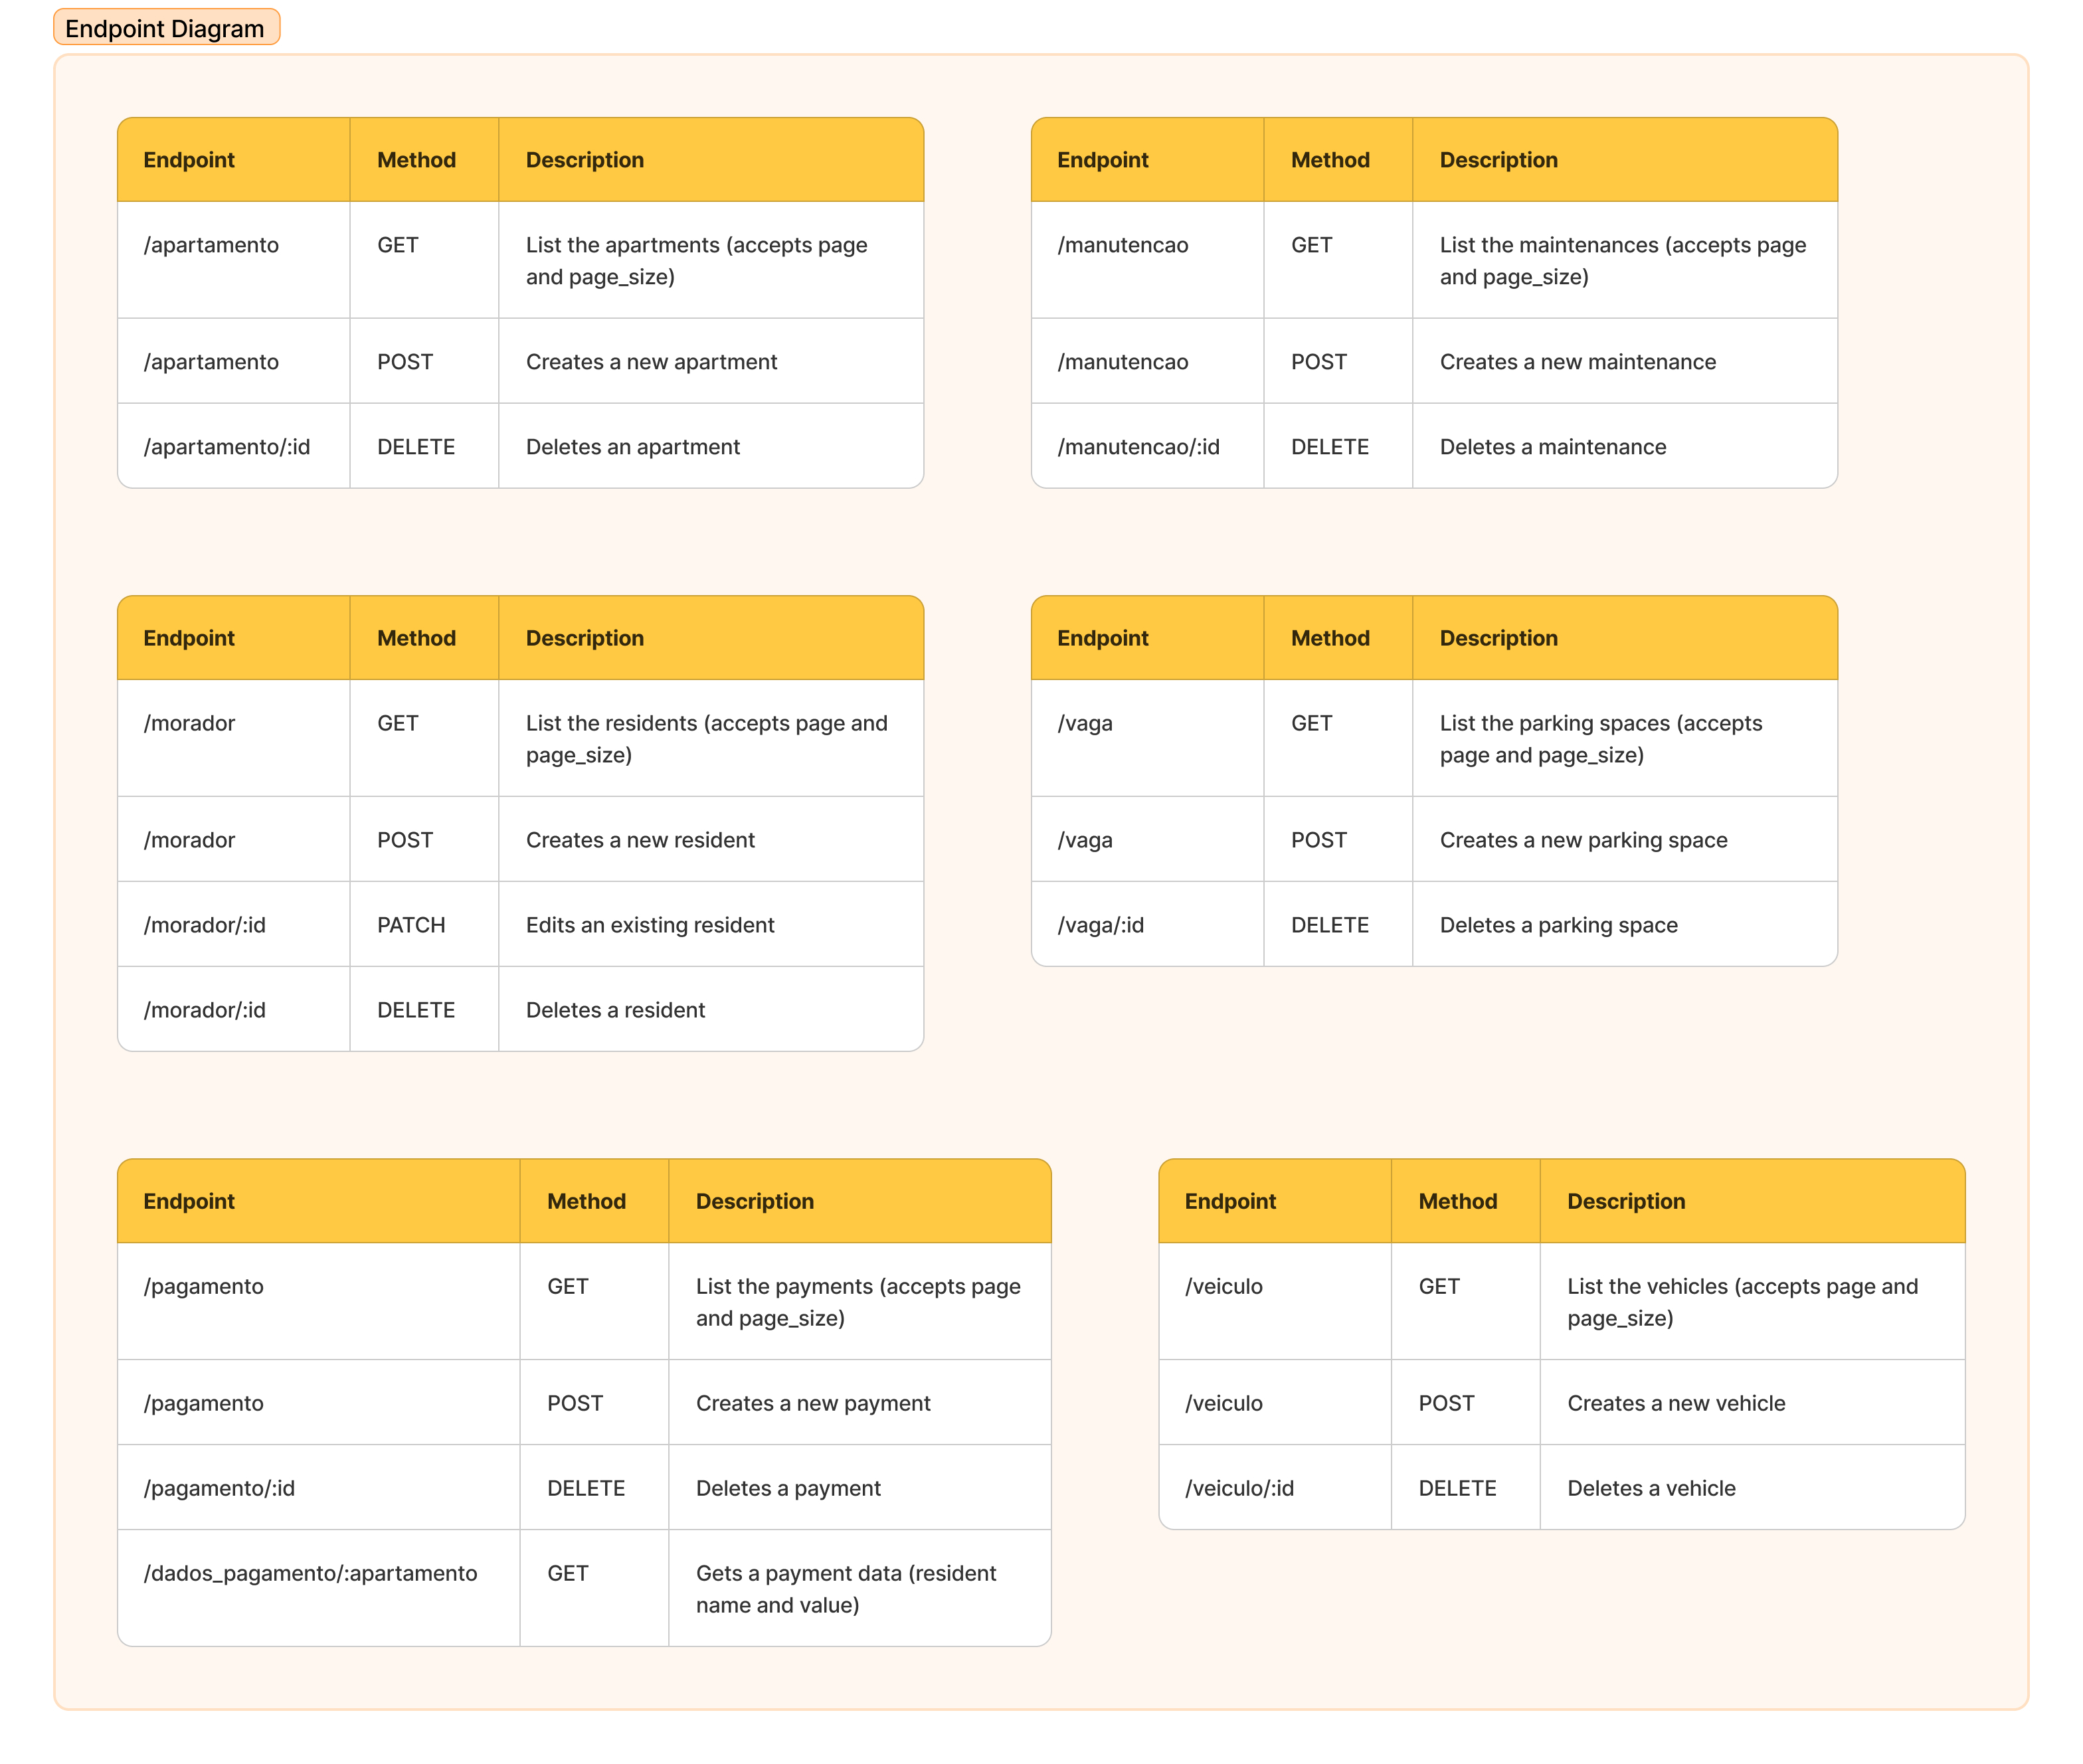 Endpoint Diagram
Endpoint Method Description
/apartamento GET List the apartments (accepts page
and page_size)
/apartamento POST Creates a new apartment
/apartamento/:id DELETE Deletes an apartment
Endpoint Method Description
/manutencao GET List the maintenances (accepts page
and page_size)
/manutencao POST Creates a new maintenance
/manutencao/:id DELETE Deletes a maintenance
Endpoint Method Description
/morador GET List the residents (accepts page and
page_size)
/morador POST Creates a new resident
/morador/:id PATCH Edits an existing resident
/morador/:id DELETE Deletes a resident
Endpoint Method Description
/vaga GET List the parking spaces (accepts
page and page_size)
/vaga POST Creates a new parking space
/vaga/:id DELETE Deletes a parking space
Endpoint Method Description
/pagamento GET List the payments (accepts page
and page_size)
/pagamento POST Creates a new payment
/pagamento/:id DELETE Deletes a payment
/dados_pagamento/:apartamento GET Gets a payment data (resident
name and value)
Endpoint Method Description
/veiculo GET List the vehicles (accepts page and
page_size)
/veiculo POST Creates a new vehicle
/veiculo/:id DELETE Deletes a vehicle